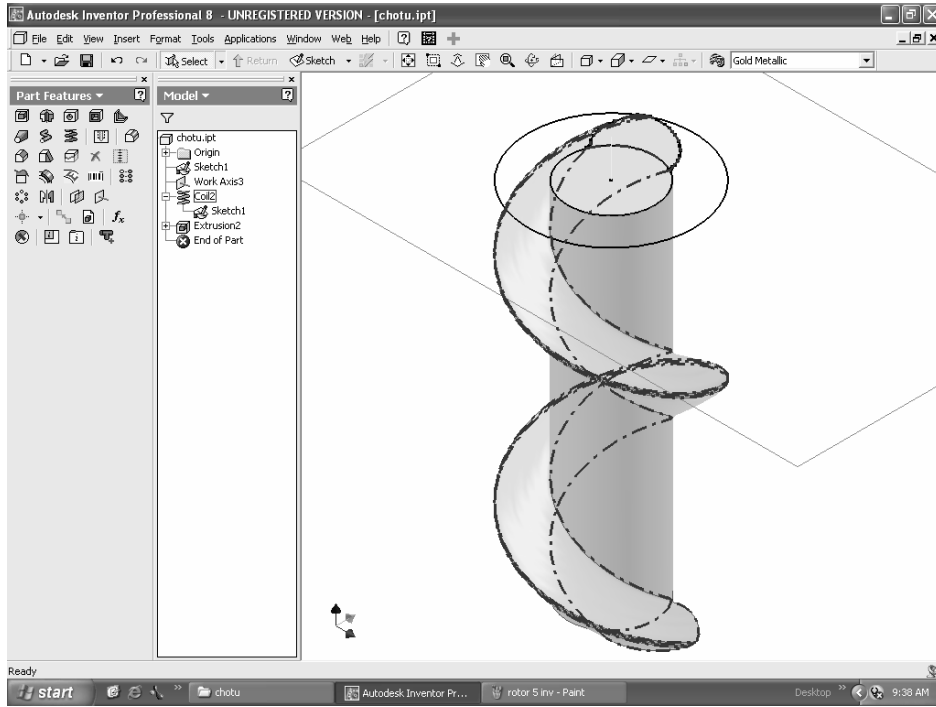 Autodesk Inventor Professional 8 - UNREGISTERED VERSION - [chotu.ipt]
File Edit View Insert Format Tools Applications Window Web Help
Select Return Sketch Gold Metallic
Part Features Model
chotu.ipt
Origin
Sketch1
Work Axis3
Coil2
Sketch1
Extrusion2
End of Part
fx
Ready
start chotu Autodesk Inventor Pr... rotor 5 inv - Paint Desktop 9:38 AM